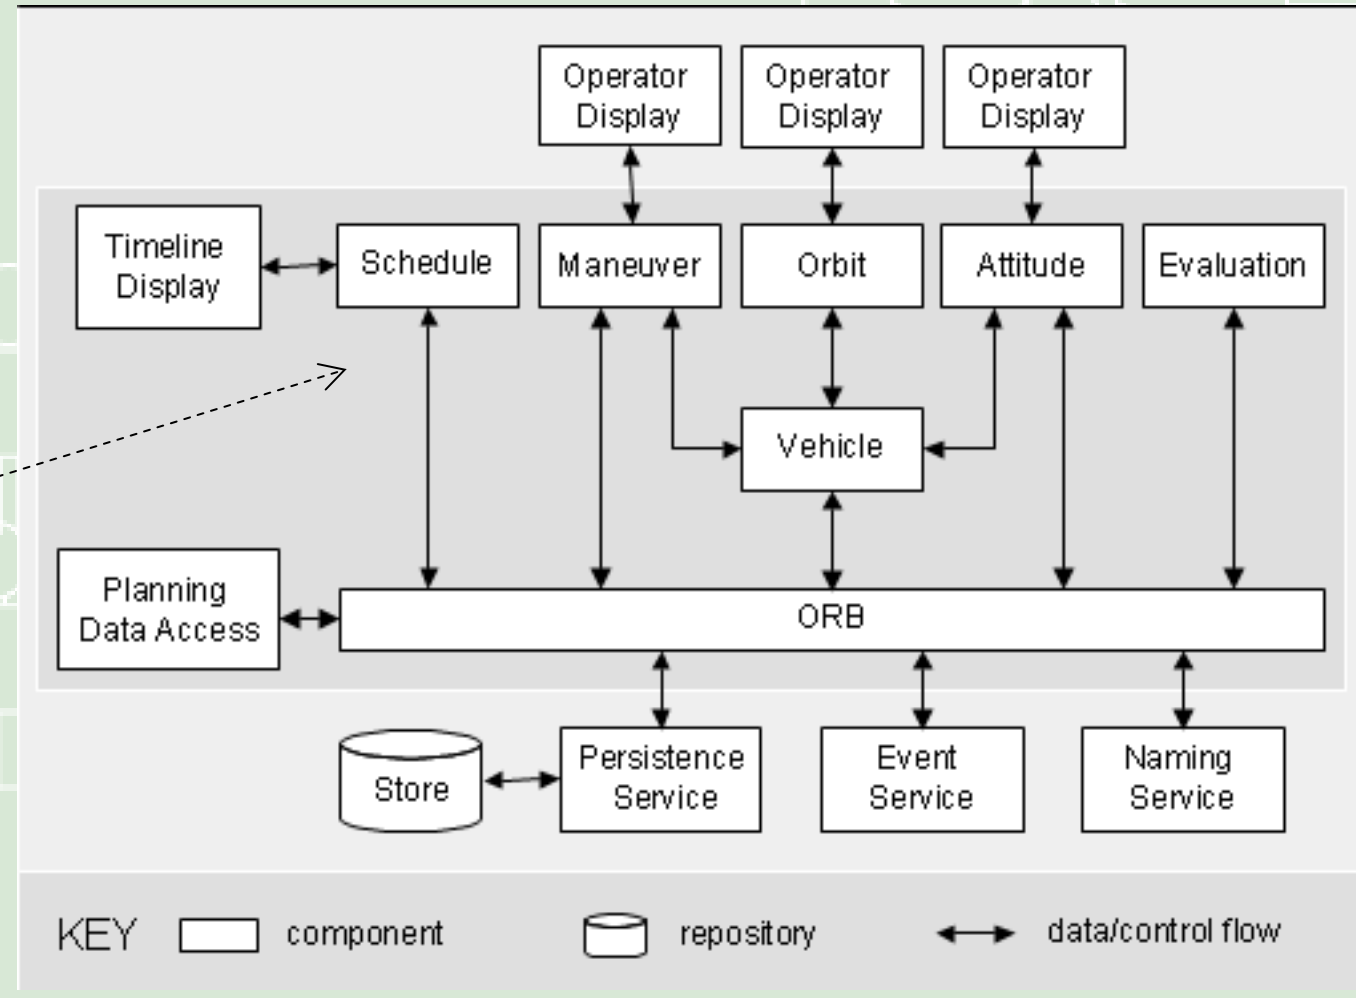 Operator
Display
Operator
Display
Operator
Display
Timeline
Display
Schedule
Maneuver
Orbit
Attitude
Evaluation
Vehicle
Planning
Data Access
ORB
Store
Persistence
Service
Event
Service
Naming
Service
KEY
component
repository
data/control flow